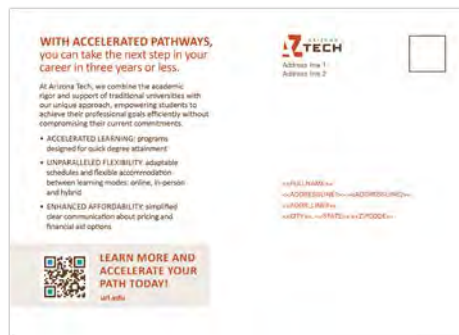 WITH ACCELERATED PATHWAYS,
you can take the next step in your
career in three years or less.
At Arizona Tech, we combine the academic
rigor and support of traditional universities with
our unique approach, empowering students to
achieve their professional goals efficiently without
compromising their current commitments.
• ACCELERATED LEARNING: programs
designed for quick degree attainment
• UNPARALLELED FLEXIBILITY: adaptable
schedules and flexible accommodation
between learning modes: online, in-person
and hybrid
• ENHANCED AFFORDABILITY: simplified
clear communication about pricing and
financial aid options
LEARN MORE AND
ACCELERATE YOUR
PATH TODAY!
url.edu
AZ ARIZONA
TECH
Address line 1
Address line 2
<<FULLNAME>>